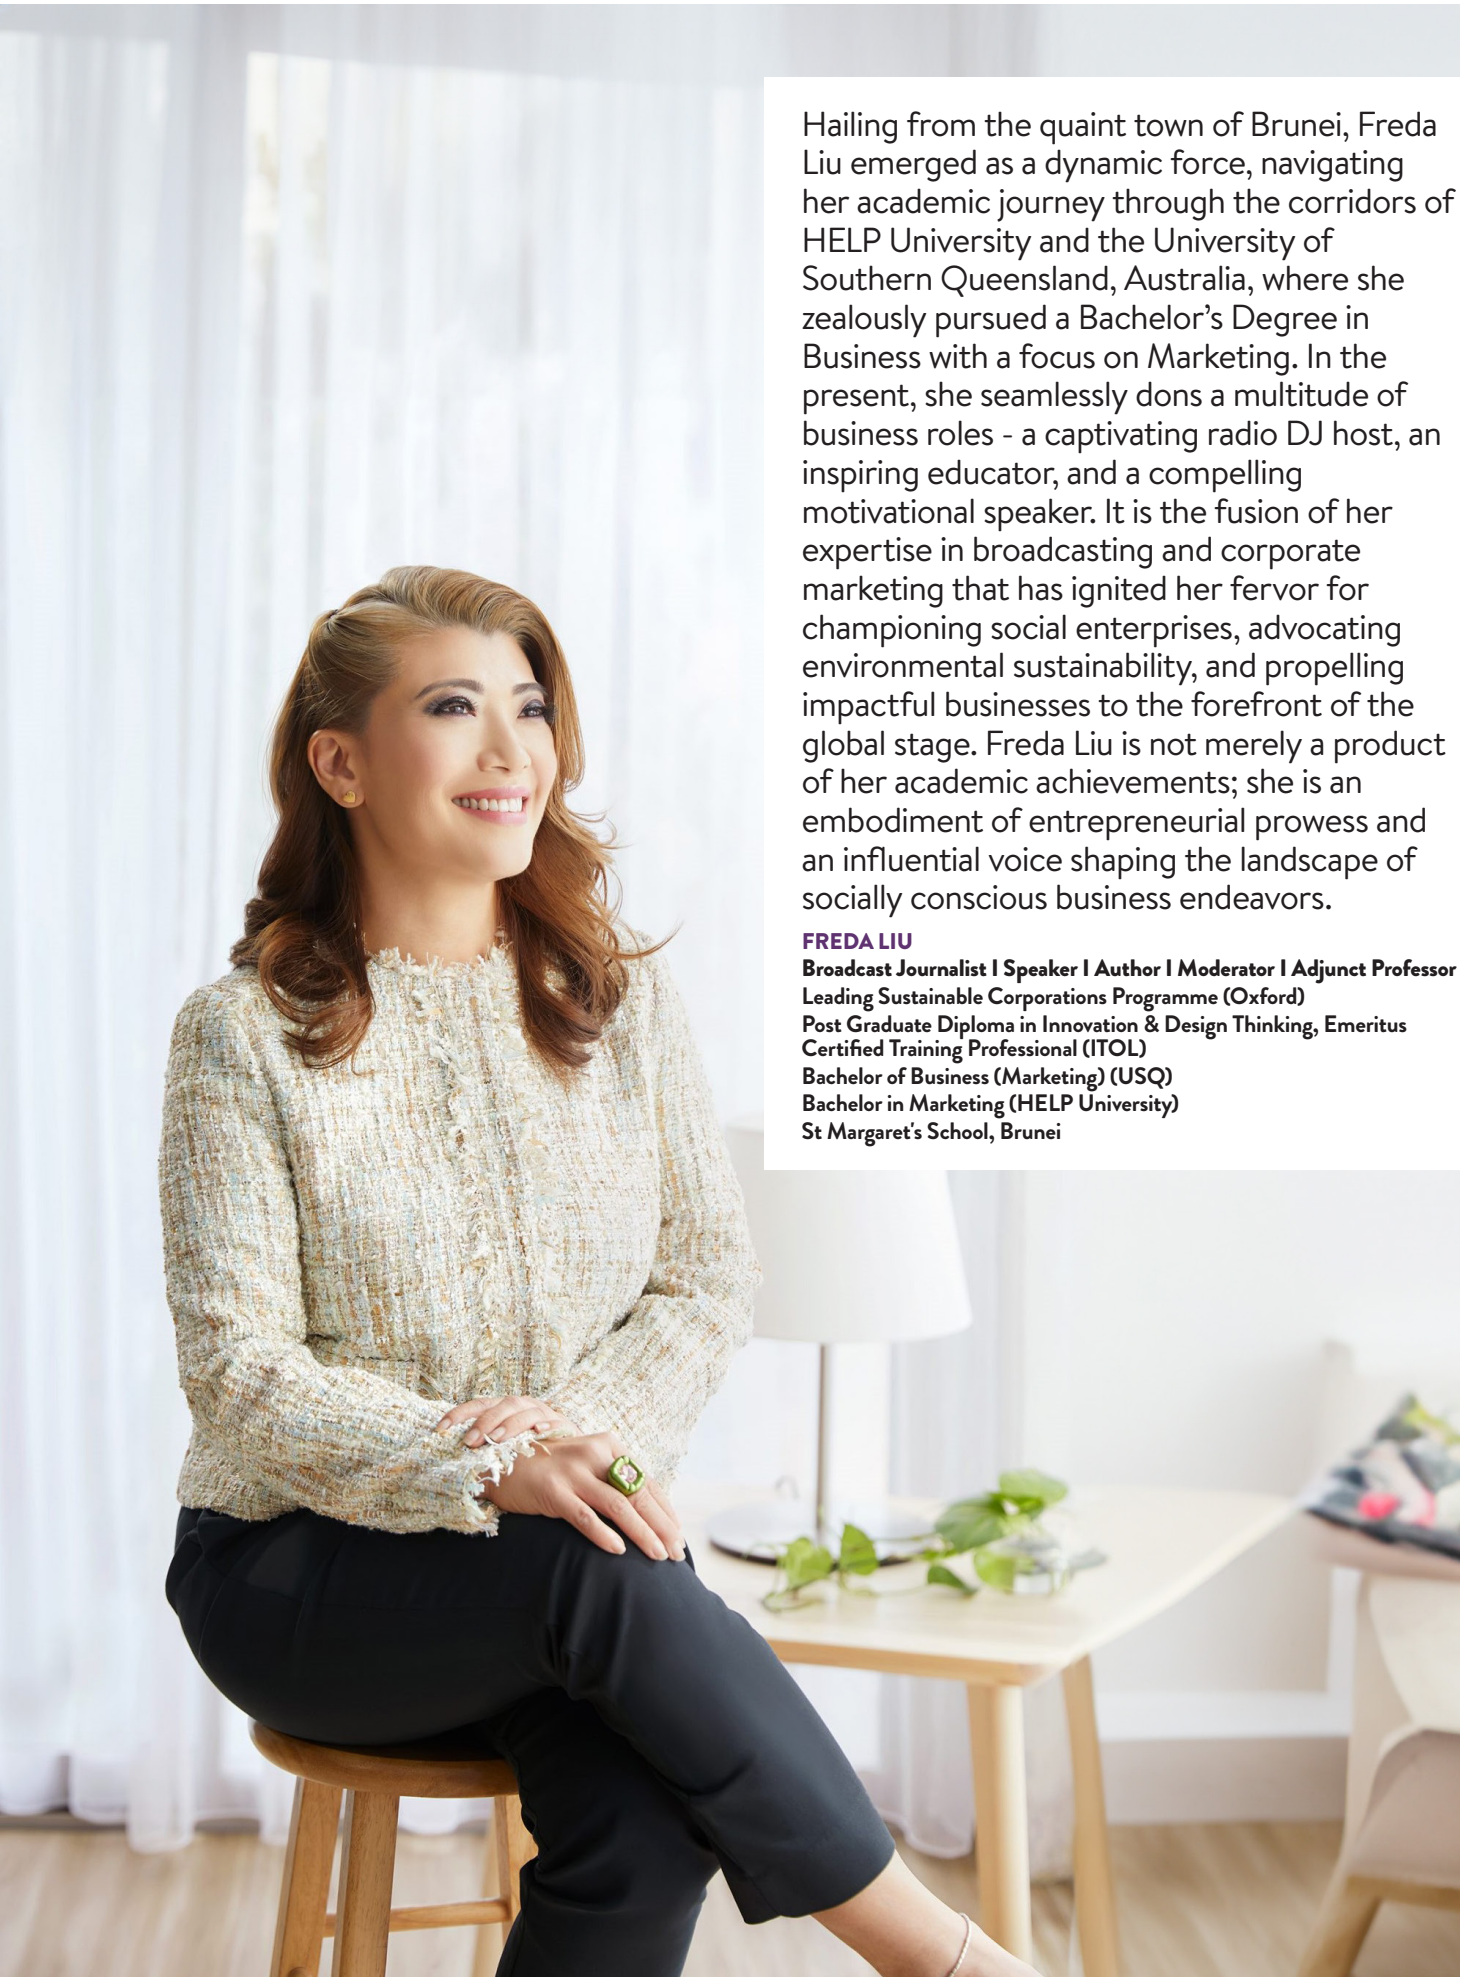 Hailing from the quaint town of Brunei, Freda
Liu emerged as a dynamic force, navigating
her academic journey through the corridors of
HELP University and the University of
Southern Queensland, Australia, where she
zealously pursued a Bachelor’s Degree in
Business with a focus on Marketing. In the
present, she seamlessly dons a multitude of
business roles - a captivating radio DJ host, an
inspiring educator, and a compelling
motivational speaker. It is the fusion of her
expertise in broadcasting and corporate
marketing that has ignited her fervor for
championing social enterprises, advocating
environmental sustainability, and propelling
impactful businesses to the forefront of the
global stage. Freda Liu is not merely a product
of her academic achievements; she is an
embodiment of entrepreneurial prowess and
an influential voice shaping the landscape of
socially conscious business endeavors.
FREDA LIU
Broadcast Journalist I Speaker I Author I Moderator I Adjunct Professor
Leading Sustainable Corporations Programme (Oxford)
Post Graduate Diploma in Innovation & Design Thinking, Emeritus
Certified Training Professional (ITOL)
Bachelor of Business (Marketing) (USQ)
Bachelor in Marketing (HELP University)
St Margaret's School, Brunei